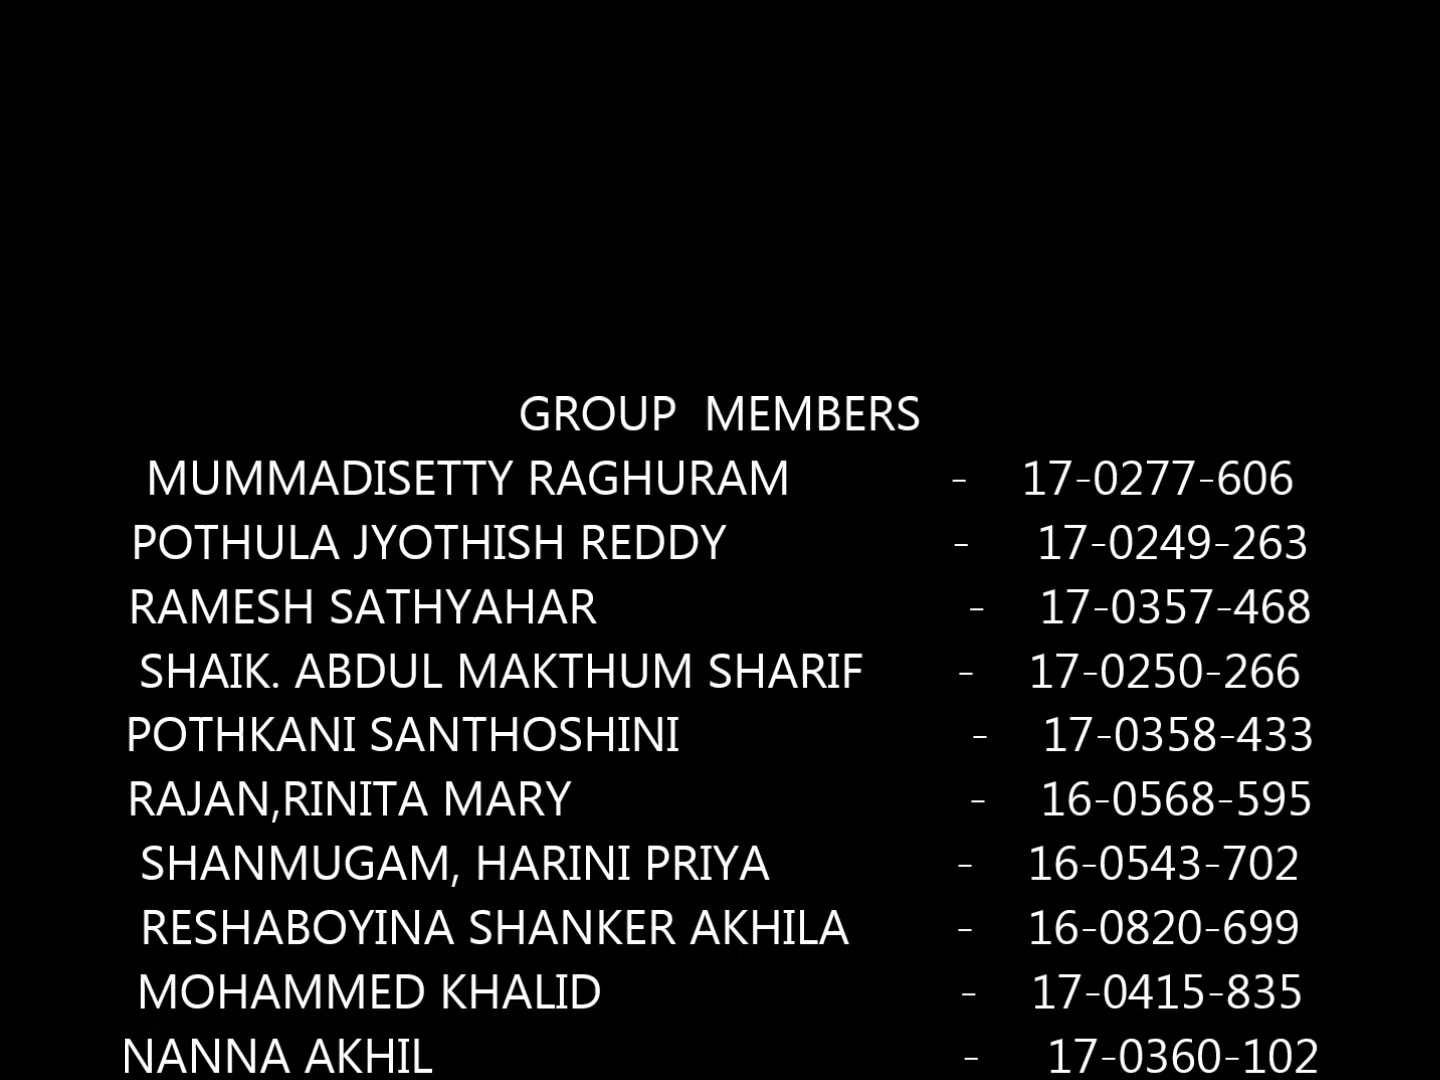 GROUP MEMBERS
MUMMADISETTY RAGHURAM - 17-0277-606
POTHULA JYOTHISH REDDY - 17-0249-263
RAMESH SATHYAHAR - 17-0357-468
SHAIK. ABDUL MAKTHUM SHARIF - 17-0250-266
POTHKANI SANTHOSHINI - 17-0358-433
RAJAN,RINITA MARY - 16-0568-595
SHANMUGAM, HARINI PRIYA - 16-0543-702
RESHABOYINA SHANKER AKHILA - 16-0820-699
MOHAMMED KHALID - 17-0415-835
NANNA AKHIL - 17-0360-102